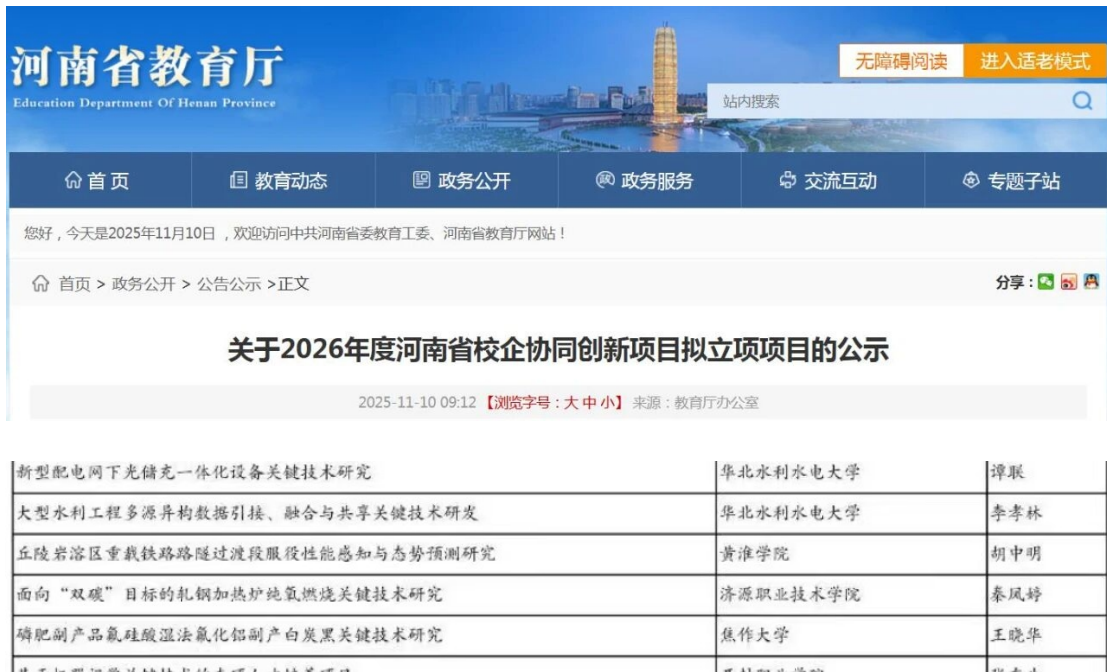 河南省教育厅
Education Department Of Henan Province
无障碍阅读 进入适老模式
站内搜索
首页 教育动态 政务公开 政务服务 交流互动 专题子站
您好，今天是2025年11月10日 ，欢迎访问中共河南省委教育工委、河南省教育厅网站！
首页 > 政务公开 > 公告公示 >正文 分享：
关于2026年度河南省校企协同创新项目拟立项项目的公示
2025-11-10 09:12 【浏览字号：大 中 小】 来源：教育厅办公室
新型配电网下光储充一体化设备关键技术研究 华北水利水电大学 谭联
大型水利工程多源异构数据引接、融合与共享关键技术研发 华北水利水电大学 李孝林
丘陵岩溶区重载铁路路隧过渡段服役性能感知与态势预测研究 黄淮学院 胡中明
面向“双碳”目标的轧钢加热炉纯氧燃烧关键技术研究 济源职业技术学院 秦凤婷
磷肥副产品氟硅酸湿法氟化铝副产白炭黑关键技术研究 焦作大学 王晓华